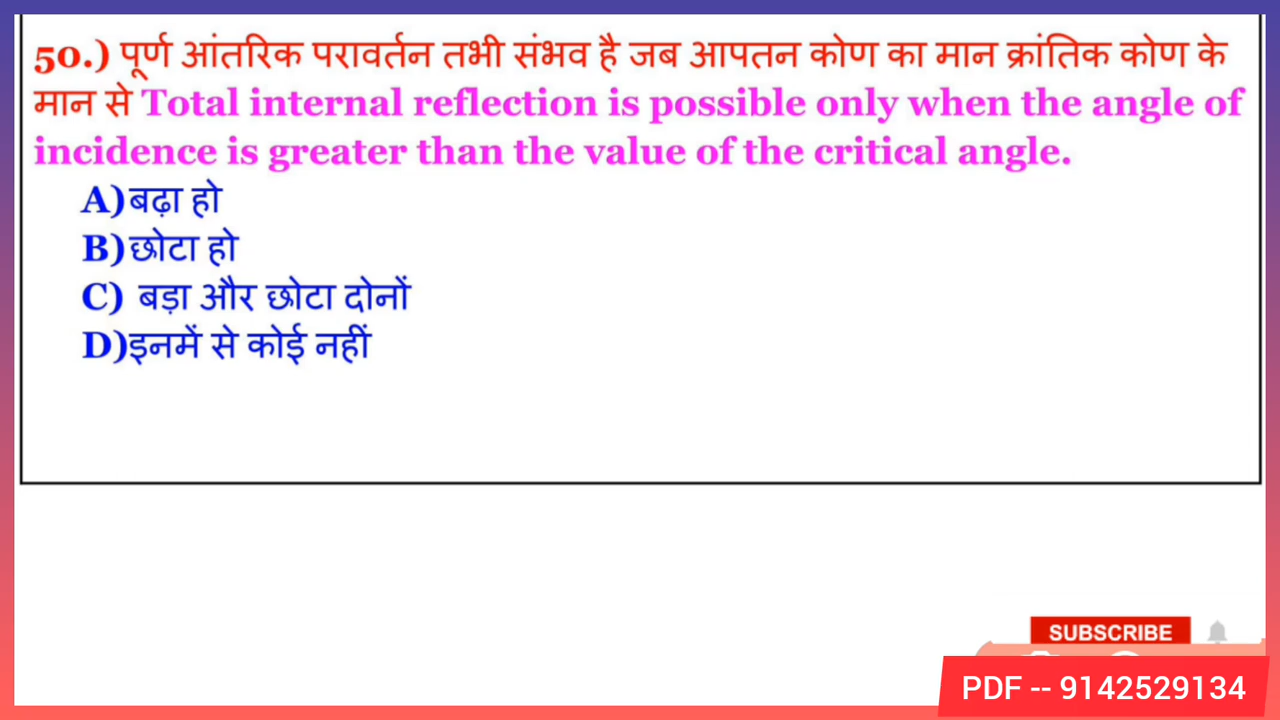 50.) पूर्ण आंतरिक परावर्तन तभी संभव है जब आपतन कोण का मान क्रांतिक कोण के
मान से Total internal reflection is possible only when the angle of
incidence is greater than the value of the critical angle.
A)बढ़ा हो
B)छोटा हो
C) बड़ा और छोटा दोनों
D)इनमें से कोई नहीं
SUBSCRIBE
PDF -- 9142529134